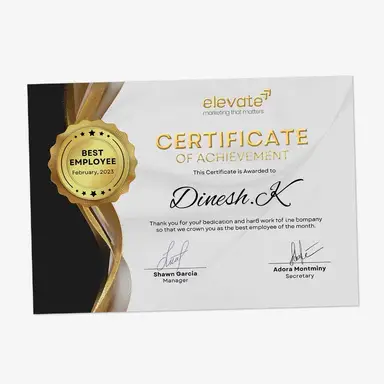 elevate
marketing that matters
CERTIFICATE
OF ACHIEVEMENT
BEST
EMPLOYEE
February, 2023
This Certificate is Awarded to
Dinesh.K
Thank you for your dedication and hard work for the bompany
so that we crown you as the best employee of the month.
Shawn Garcia
Manager
Adora Montminy
Secretary